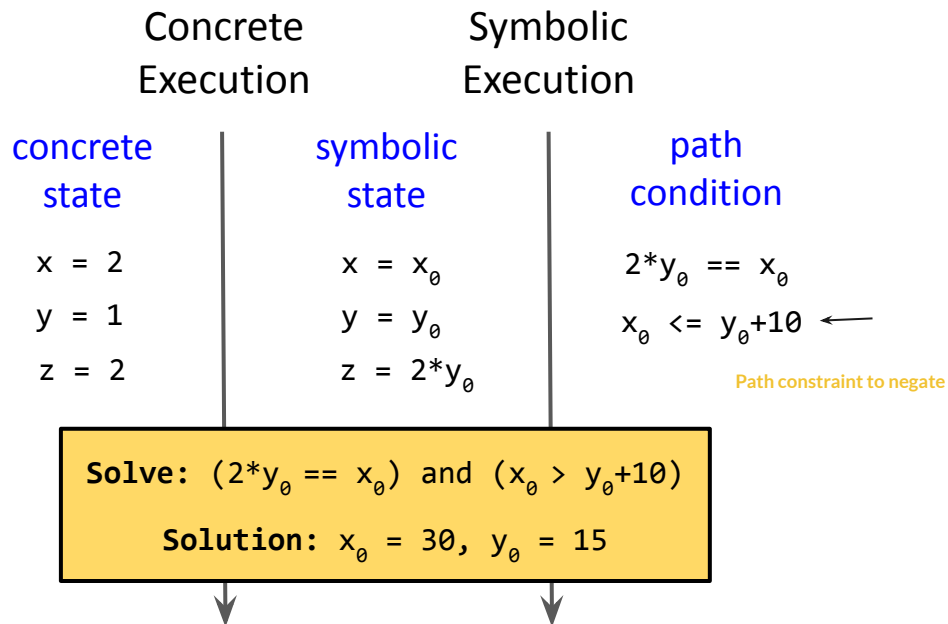 Concrete
Execution
Symbolic
Execution
concrete
state
symbolic
state
path
condition
x = 2
y = 1
z = 2
x = x₀
y = y₀
z = 2*y₀
2*y₀ == x₀
x₀ <= y₀+10
Path constraint to negate
Solve: (2*y₀ == x₀) and (x₀ > y₀+10)
Solution: x₀ = 30, y₀ = 15